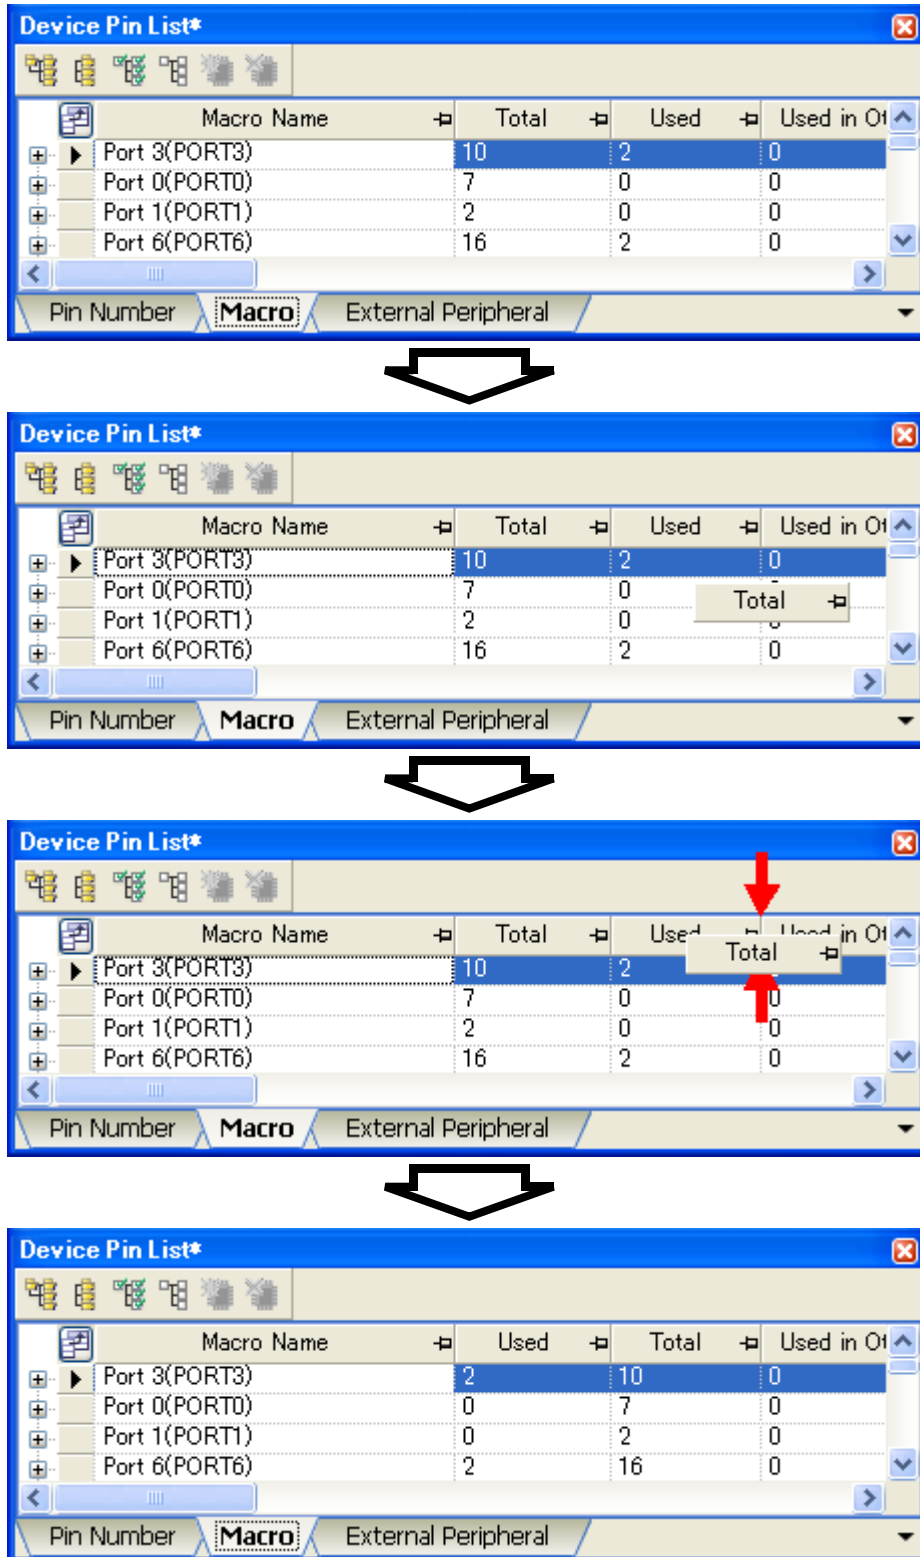 Device Pin List*
Macro Name Total Used Used in Ot
Port 3(PORT3) 10 2 0
Port 0(PORT0) 7 0 0
Port 1(PORT1) 2 0 0
Port 6(PORT6) 16 2 0
Pin Number Macro External Peripheral
Device Pin List*
Macro Name Total Used Used in Ot
Port 3(PORT3) 10 2 0
Port 0(PORT0) 7 0
Total
Port 1(PORT1) 2 0
Port 6(PORT6) 16 2 0
Pin Number Macro External Peripheral
Device Pin List*
Macro Name Total Used in Ot
Total
Port 3(PORT3) 10 2
Port 0(PORT0) 7 0 0
Port 1(PORT1) 2 0 0
Port 6(PORT6) 16 2 0
Pin Number Macro External Peripheral
Device Pin List*
Macro Name Used Total Used in Ot
Port 3(PORT3) 2 10 0
Port 0(PORT0) 0 7 0
Port 1(PORT1) 0 2 0
Port 6(PORT6) 2 16 0
Pin Number Macro External Peripheral